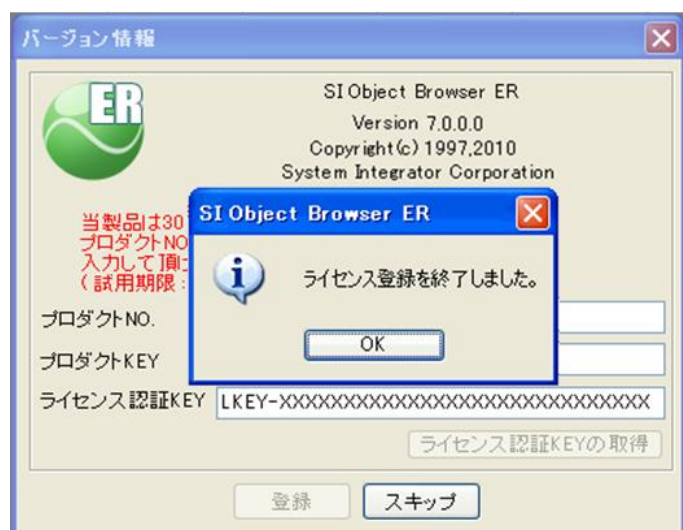 バージョン情報
ER
SI Object Browser ER
Version 7.0.0.0
Copyright(c) 1997,2010
System Integrator Corporation
当製品は30
プロダクトNO
入力して頂
(試用期限:
SI Object Browser ER
ライセンス登録を終了しました。
OK
プロダクトNO.
プロダクトKEY
ライセンス認証KEY LKEY-XXXXXXXXXXXXXXXXXXXXXXXXXXXXX
ライセンス認証KEYの取得
登録 スキップ